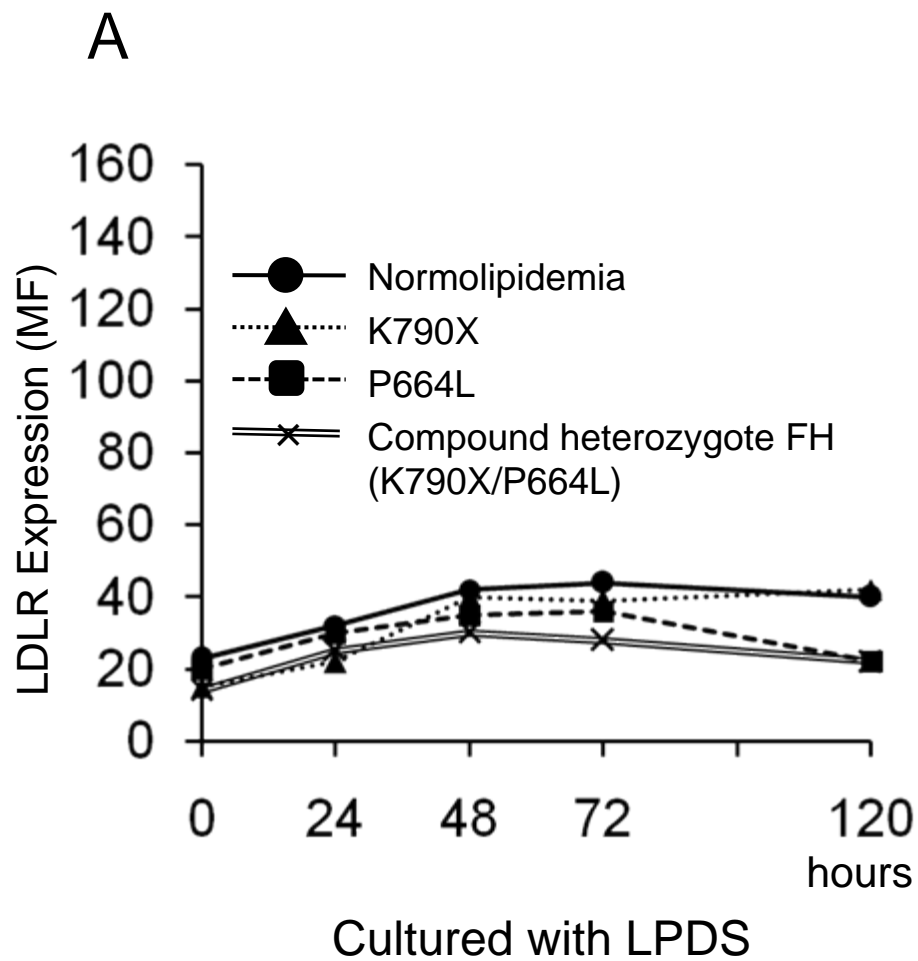 A
LDLR Expression (MF)
160
140
120
100
80
60
40
20
0
Normolipidemia
K790X
P664L
Compound heterozygote FH
(K790X/P664L)
0 24 48 72 120
hours
Cultured with LPDS